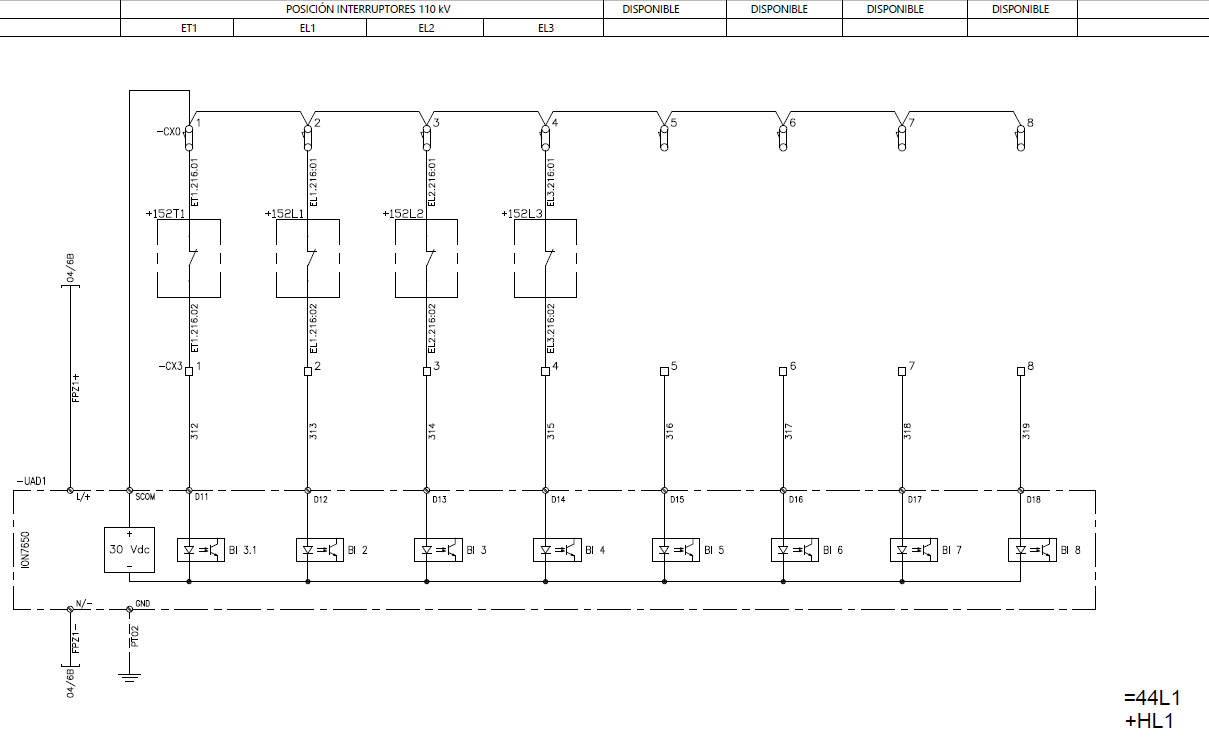 POSICIÓN INTERRUPTORES 110 kV DISPONIBLE DISPONIBLE DISPONIBLE DISPONIBLE
ET1 EL1 EL2 EL3
-CX0 1 2 3 4 5 6 7 8
ET1.216:01 EL1.216:01 EL2.216:01 EL3.216:01
+152T1 +152L1 +152L2 +152L3
04/6B
ET1.216:02 EL1.216:02 EL2.216:02 EL3.216:02
-CX3 1 2 3 4 5 6 7 8
FPZ1+
312 313 314 315 316 317 318 319
-UAD1
L/+ SCOM D11 D12 D13 D14 D15 D16 D17 D18
ION7650
+
30 Vdc
-
BI 3.1 BI 2 BI 3 BI 4 BI 5 BI 6 BI 7 BI 8
N/- GND
FPZ1- PT02
04/6B
=44L1
+HL1